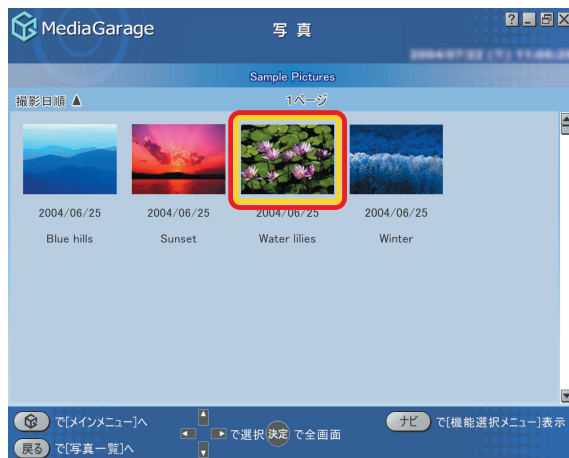 MediaGarage
写真
Sample Pictures
撮影日順 ▲
1ページ
2004/06/25
2004/06/25
2004/06/25
2004/06/25
Blue hills
Sunset
Water lilies
Winter
で[メインメニュー]へ
で選択 決定 で全画面
ナビ で[機能選択メニュー]表示
戻る で[写真一覧]へ